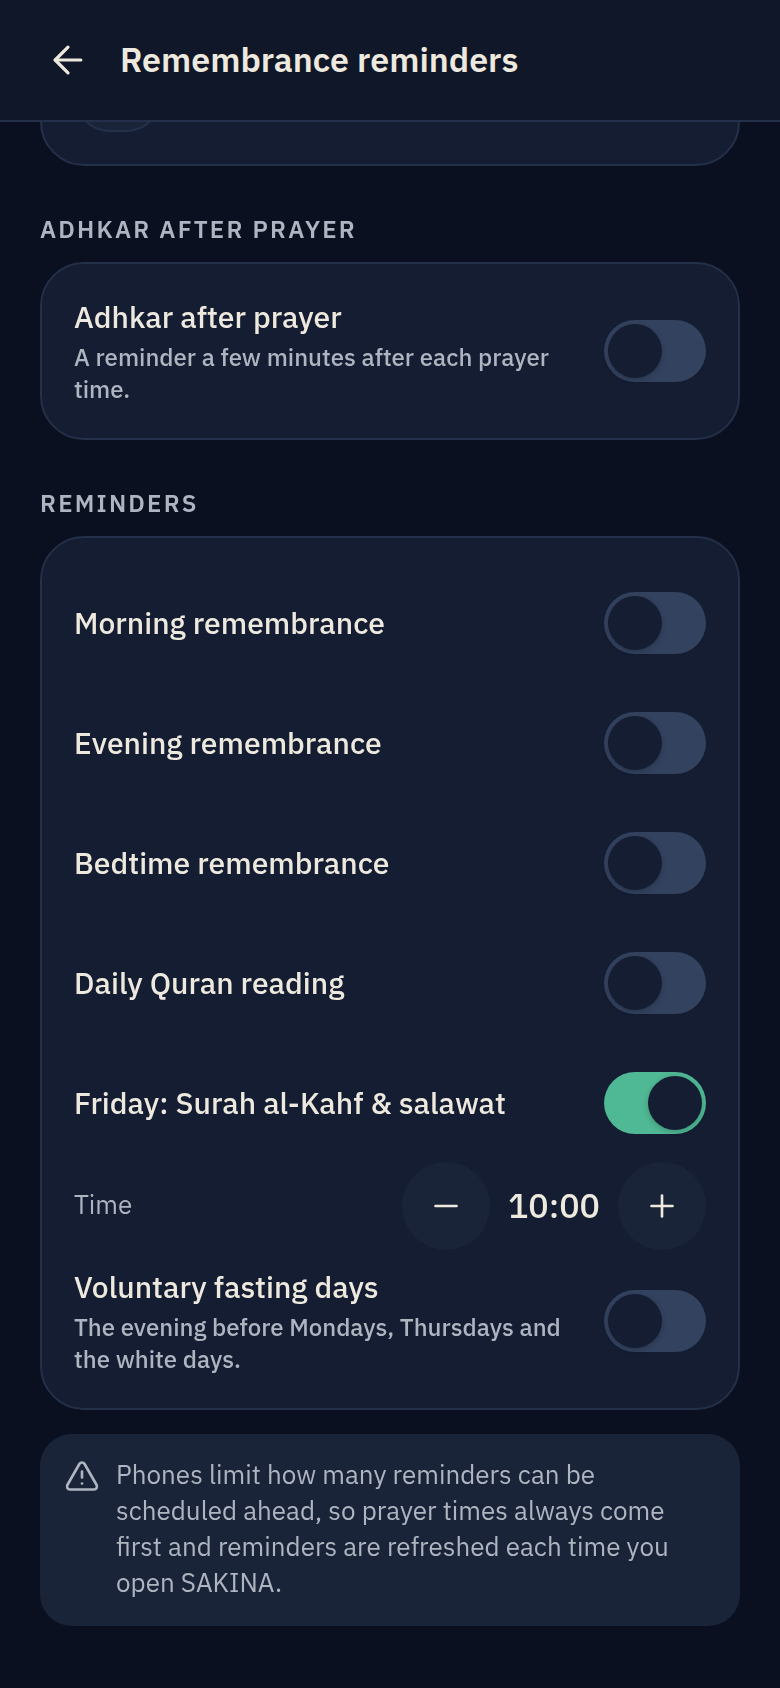 Remembrance reminders
ADHKAR AFTER PRAYER
Adhkar after prayer
A reminder a few minutes after each prayer
time.
REMINDERS
Morning remembrance
Evening remembrance
Bedtime remembrance
Daily Quran reading
Friday: Surah al-Kahf & salawat
Time − 10:00 +
Voluntary fasting days
The evening before Mondays, Thursdays and
the white days.
Phones limit how many reminders can be
scheduled ahead, so prayer times always come
first and reminders are refreshed each time you
open SAKINA.